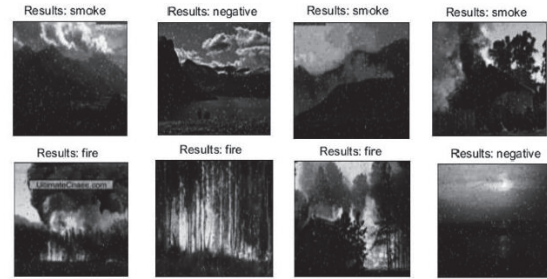 Results: smoke
Results: negative
Results: smoke
Results: smoke
Results: fire
Results: fire
Results: fire
Results: negative
UltimateChase.com